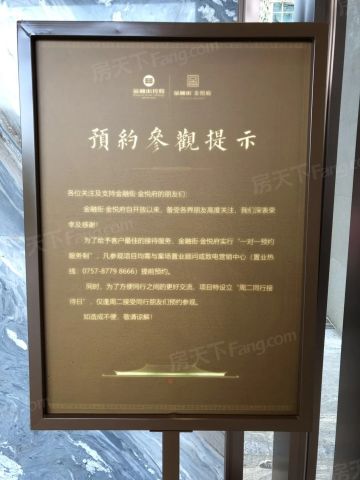 房天下Fang.com
金融街控股
金融街 金悦府
預約參觀提示
各位关注及支持金融街·金悦府的朋友们:
金融街·金悦府自开放以来，备受各界朋友高度关注，我们深表荣
幸及感谢!
为了给予客户最佳的接待服务，金融街·金悦府实行“一对一预约
服务制”，凡参观项目均需与案场置业顾问或致电营销中心（置业热
线：0757-8779 8666）提前预约。
同时，为了方便同行之间的更好交流，项目特设立“周二同行接
待日”，仅逢周二接受同行朋友们预约参观。
如造成不便，敬请谅解!
房天下Fang.com